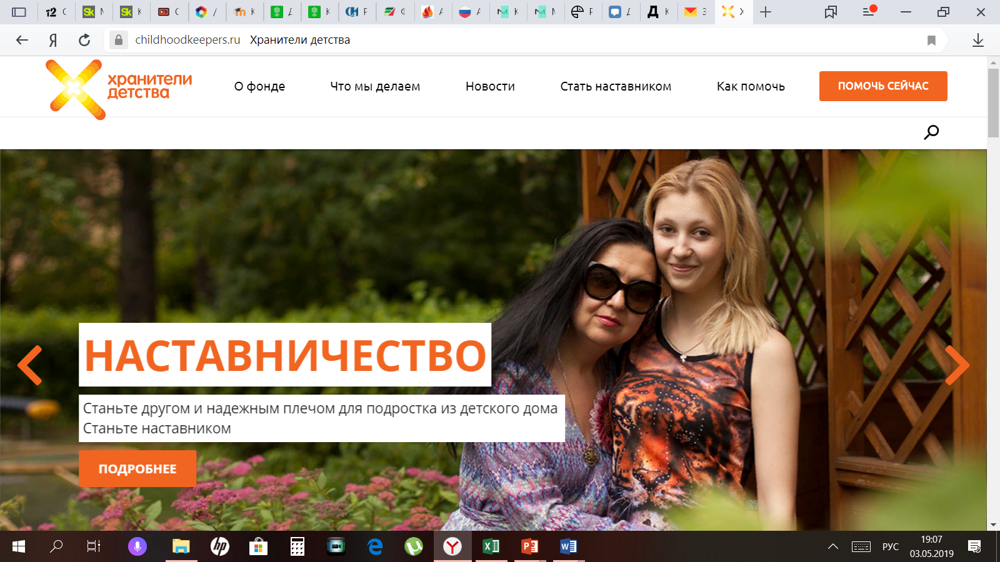 childhoodkeepers.ru Хранители детства
хранители
детства
О фонде
Что мы делаем
Новости
Стать наставником
Как помочь
ПОМОЧЬ СЕЙЧАС
НАСТАВНИЧЕСТВО
Станьте другом и надежным плечом для подростка из детского дома
Станьте наставником
ПОДРОБНЕЕ
РУС
19:07
03.05.2019